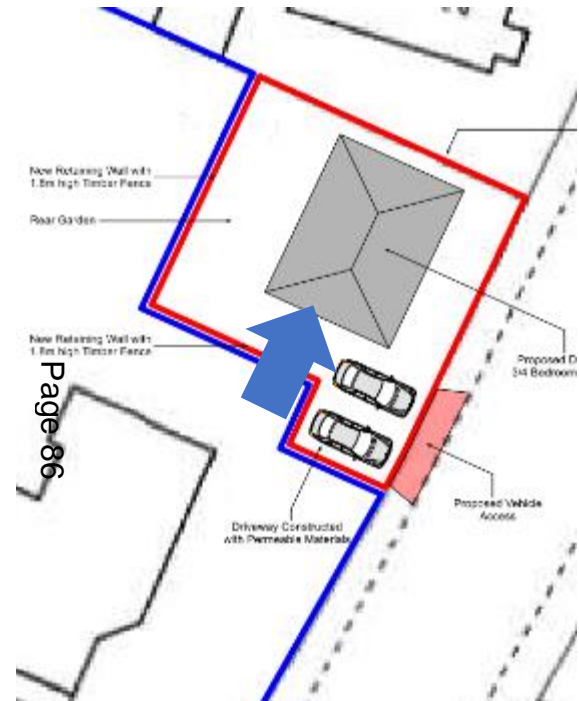 New Retaining Wall with
1.8m high Timber Fence
Rear Garden
New Retaining Wall with
1.8m high Timber Fence
Proposed D
3/4 Bedroom
Page 86
Proposed Vehicle
Access
Driveway Constructed
with Permeable Materials